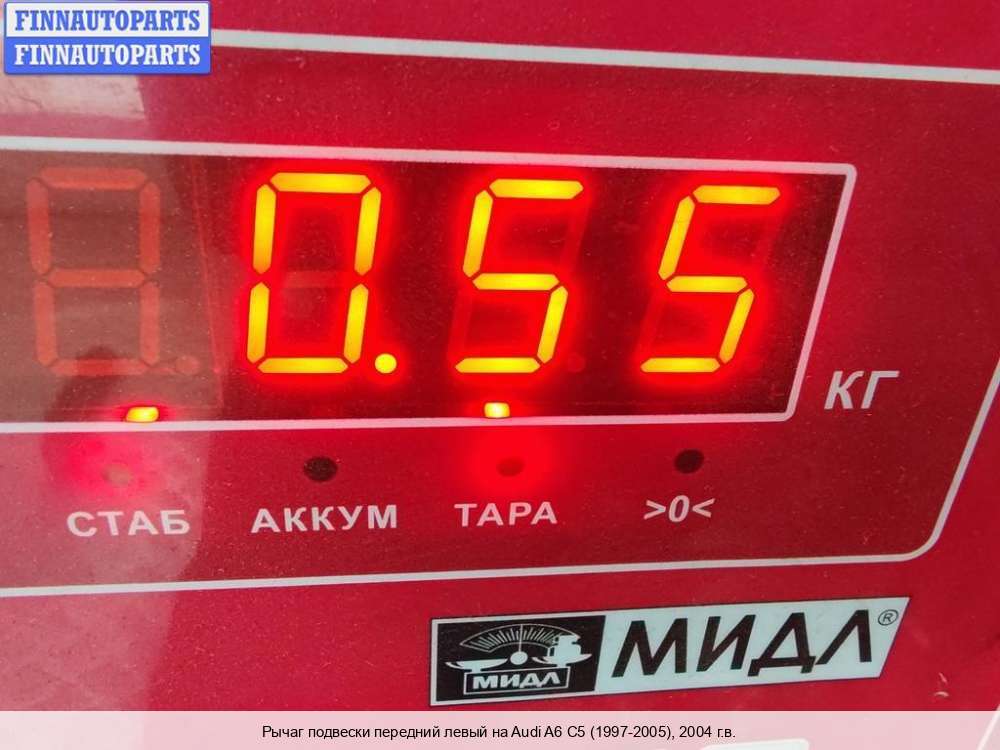 FINNAUTOPARTS
FINNAUTOPARTS
0.55
КГ
СТАБ АККУМ ТАРА >0<
МИДЛ МИДЛ®
Рычаг подвески передний левый на Audi A6 C5 (1997-2005), 2004 г.в.